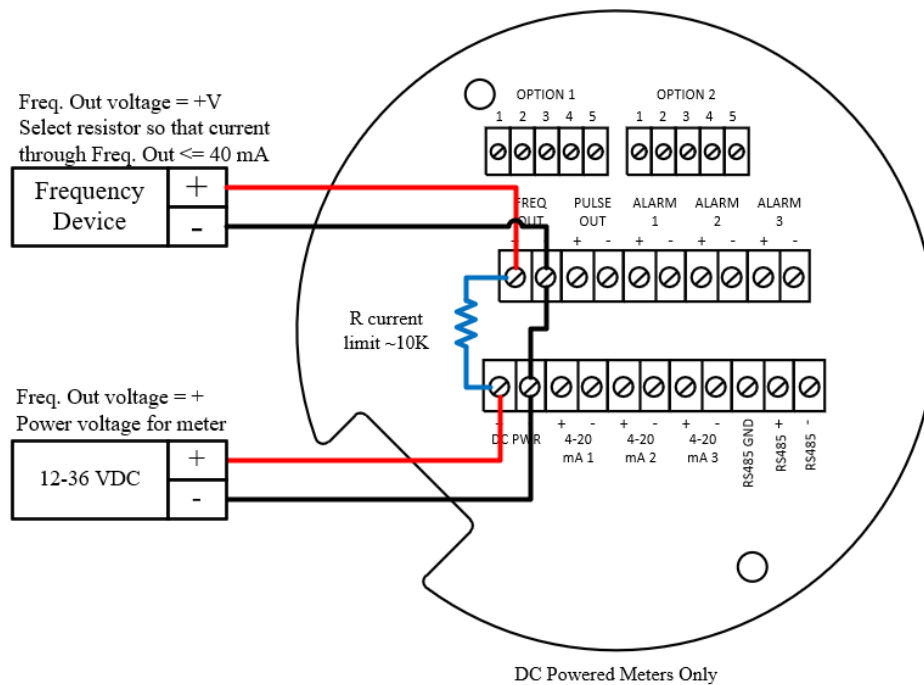 Freq. Out voltage = +V
Select resistor so that current
through Freq. Out <= 40 mA
Frequency
Device
+
-
OPTION 1
OPTION 2
1 2 3 4 5
1 2 3 4 5
FREQ
OUT
PULSE
OUT
ALARM
1
ALARM
2
ALARM
3
- + - + - + - + -
R current
limit ~10K
Freq. Out voltage = +
Power voltage for meter
12-36 VDC
+
-
- + - + - + -
DC PWR
4-20
mA 1
4-20
mA 2
4-20
mA 3
RS485 GND
RS485 +
RS485 -
DC Powered Meters Only